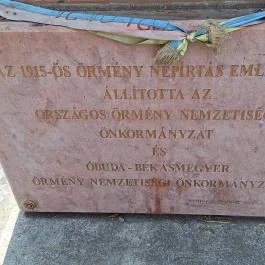 AZ 1915-ÖS ÖRMÉNY NÉPIRTÁS EML
ÁLLÍTOTTA AZ
ORSZÁGOS ÖRMÉNY NEMZETISÉG
ÖNKORMÁNYZAT
ÉS
ÓBUDA-BÉKÁSMEGYER
ÖRMÉNY NEMZETISÉGI ÖNKORMÁNYZ